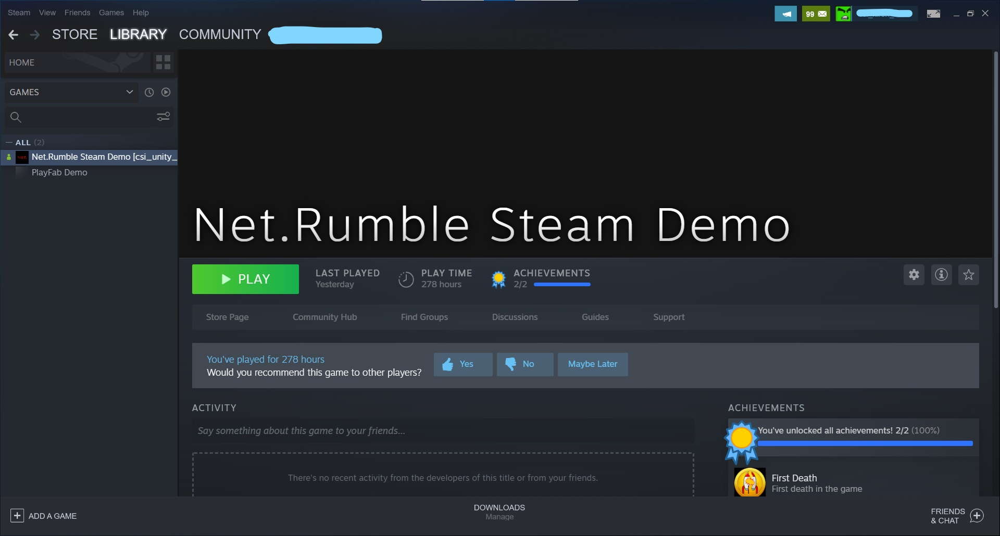 Steam View Friends Games Help
99
STORE LIBRARY COMMUNITY
HOME
GAMES
ALL (2)
Net.Rumble Steam Demo [csi_unity_
PlayFab Demo
Net.Rumble Steam Demo
PLAY
LAST PLAYED
Yesterday
PLAY TIME
278 hours
ACHIEVEMENTS
2/2
Store Page Community Hub Find Groups Discussions Guides Support
You've played for 278 hours
Would you recommend this game to other players?
Yes No Maybe Later
ACTIVITY
Say something about this game to your friends...
There's no recent activity from the developers of this title or from your friends.
ACHIEVEMENTS
You've unlocked all achievements! 2/2 (100%)
First Death
First death in the game
ADD A GAME
DOWNLOADS
Manage
FRIENDS
& CHAT